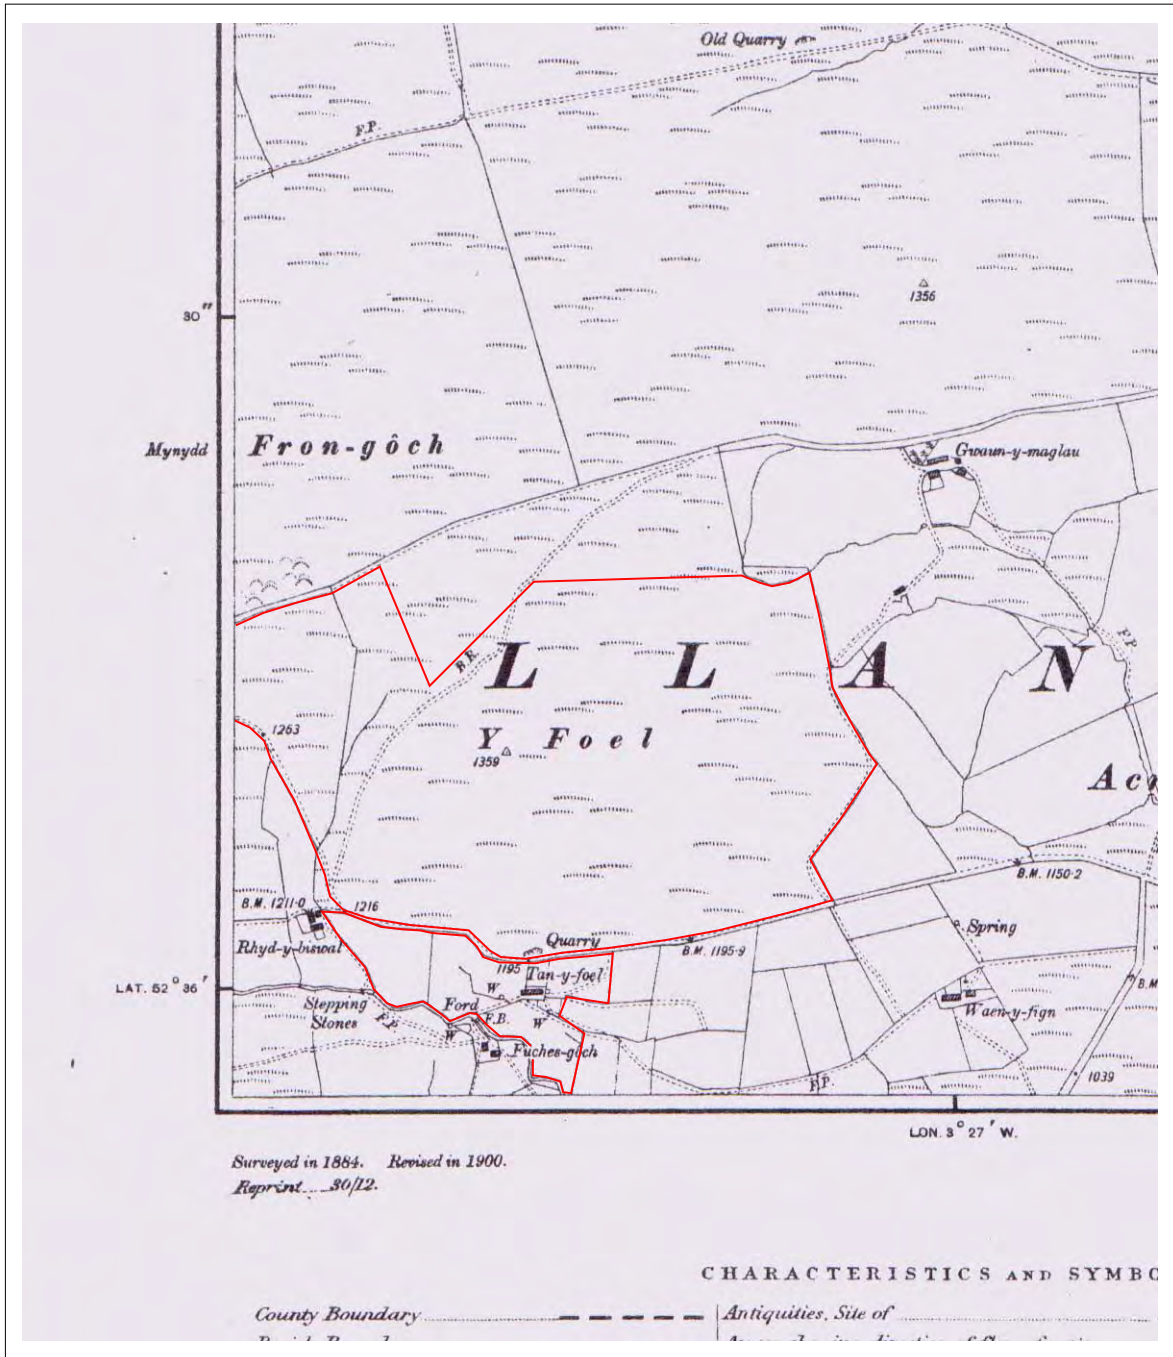 Old Quarry
F.P.
1356
30"
Mynydd Fron-gôch
Gwaun-y-maglau
F.P.
B.R.
L L A N
1263
Y Foel
1359
B.M. 1150·2
B.M. 1211·0
1216
Spring
Rhyd-y-biswal
Quarry
B.M. 1195·9
1195
Tan-y-foel
LAT. 52° 36'
W
Stepping
Stones
Ford
F.P.
F.B.
W
W
Waen-y-fign
B.M.
Fuches-gôch
F.P.
1039
LON. 3° 27' W.
Surveyed in 1884. Revised in 1900.
Reprint 30/12.
CHARACTERISTICS AND SYMBO
County Boundary
Antiquities, Site of